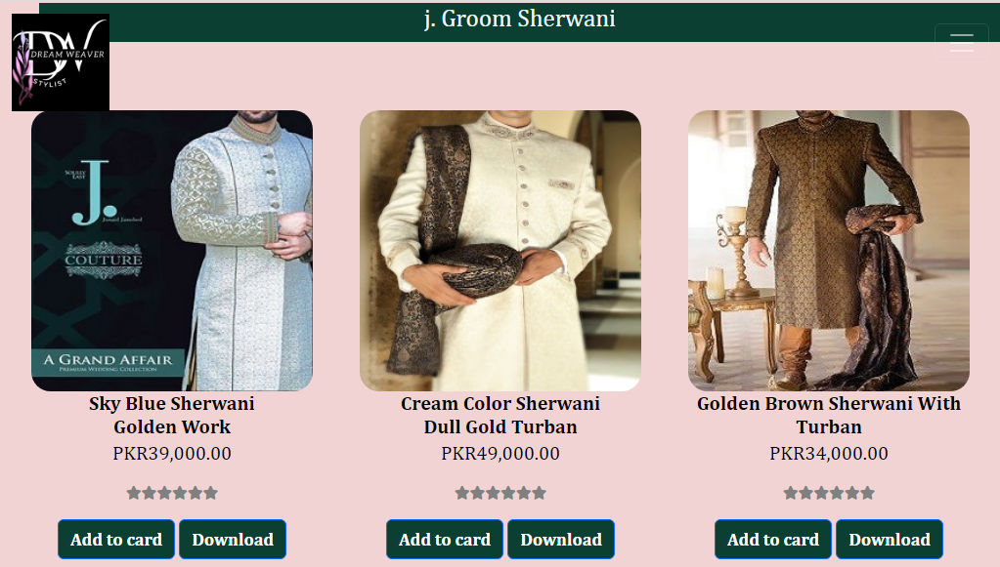 j. Groom Sherwani
DW
DREAM WEAVER
STYLIST
SOULLY
EAST
J.
Junaid Jamshed
COUTURE
A GRAND AFFAIR
PREMIUM WEDDING COLLECTION
Sky Blue Sherwani
Golden Work
PKR39,000.00
Add to card Download
Cream Color Sherwani
Dull Gold Turban
PKR49,000.00
Add to card Download
Golden Brown Sherwani With
Turban
PKR34,000.00
Add to card Download